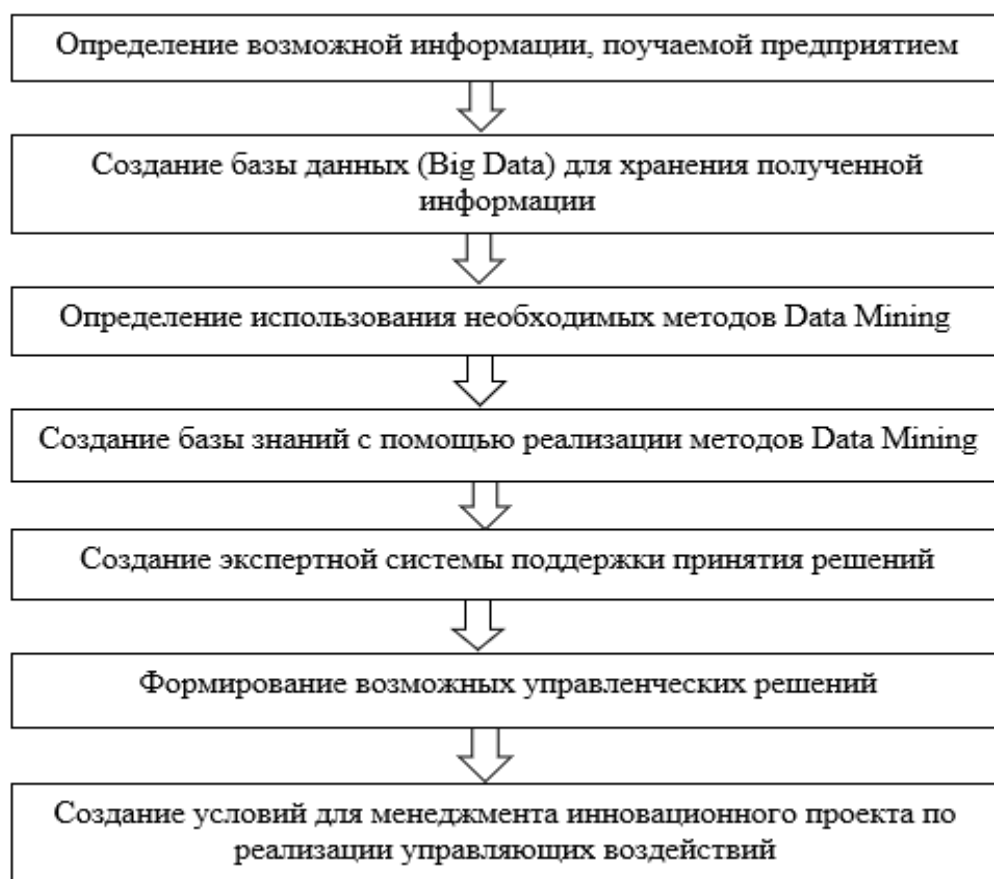 Определение возможной информации, поучаемой предприятием
Создание базы данных (Big Data) для хранения полученной
информации
Определение использования необходимых методов Data Mining
Создание базы знаний с помощью реализации методов Data Mining
Создание экспертной системы поддержки принятия решений
Формирование возможных управленческих решений
Создание условий для менеджмента инновационного проекта по
реализации управляющих воздействий